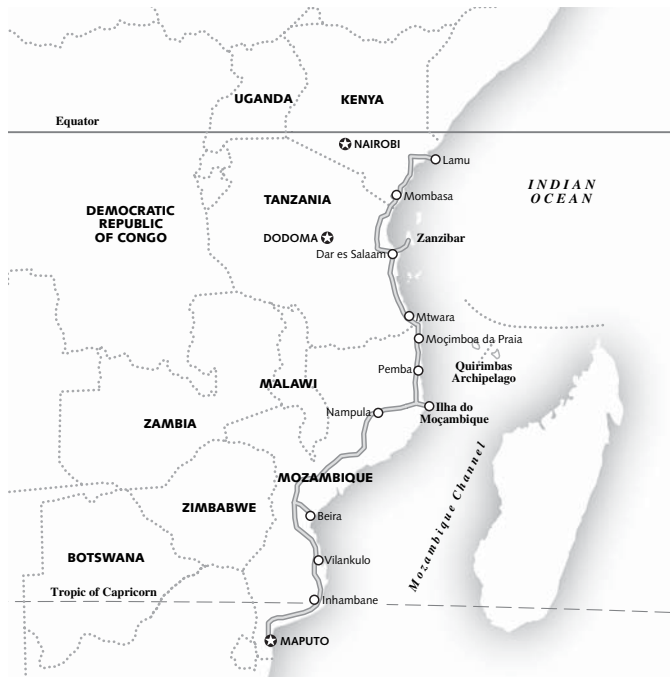 UGANDA
KENYA
Equator
NAIROBI
Lamu
INDIAN
OCEAN
TANZANIA
Mombasa
DEMOCRATIC
REPUBLIC
OF CONGO
DODOMA
Zanzibar
Dar es Salaam
Mtwara
Moçimboa da Praia
Pemba
Quirimbas
Archipelago
MALAWI
Nampula
Ilha do
Moçambique
ZAMBIA
MOZAMBIQUE
Mozambique Channel
ZIMBABWE
Beira
BOTSWANA
Vilankulo
Tropic of Capricorn
Inhambane
MAPUTO